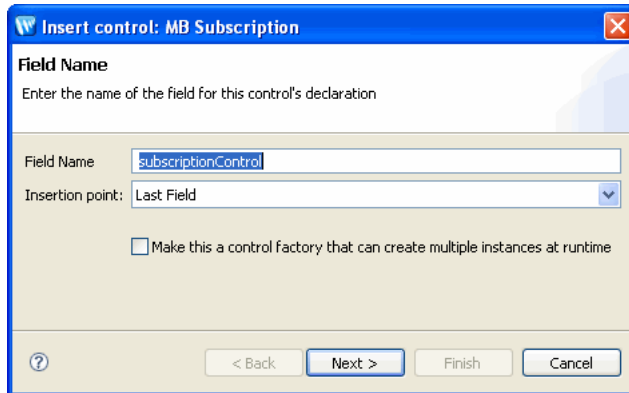 Insert control: MB Subscription
Field Name
Enter the name of the field for this control's declaration
Field Name subscriptionControl
Insertion point: Last Field
Make this a control factory that can create multiple instances at runtime
? < Back Next > Finish Cancel